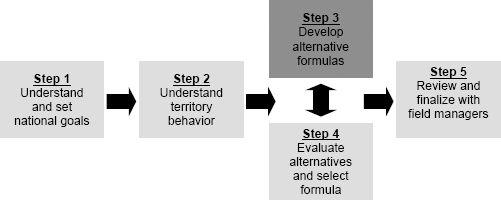 Step 1
Understand
and set
national goals
Step 2
Understand
territory
behavior
Step 3
Develop
alternative
formulas
Step 4
Evaluate
alternatives
and select
formula
Step 5
Review and
finalize with
field managers